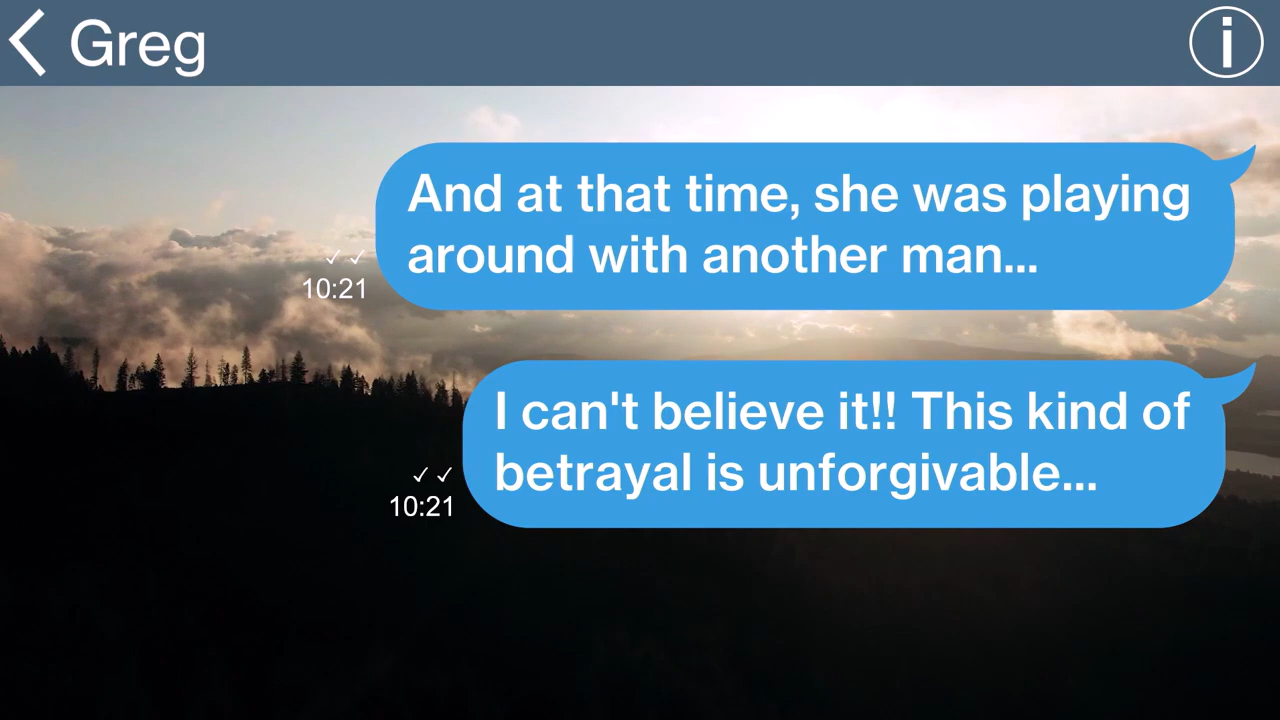 Greg
And at that time, she was playing
around with another man...
10:21
I can't believe it!! This kind of
betrayal is unforgivable...
10:21